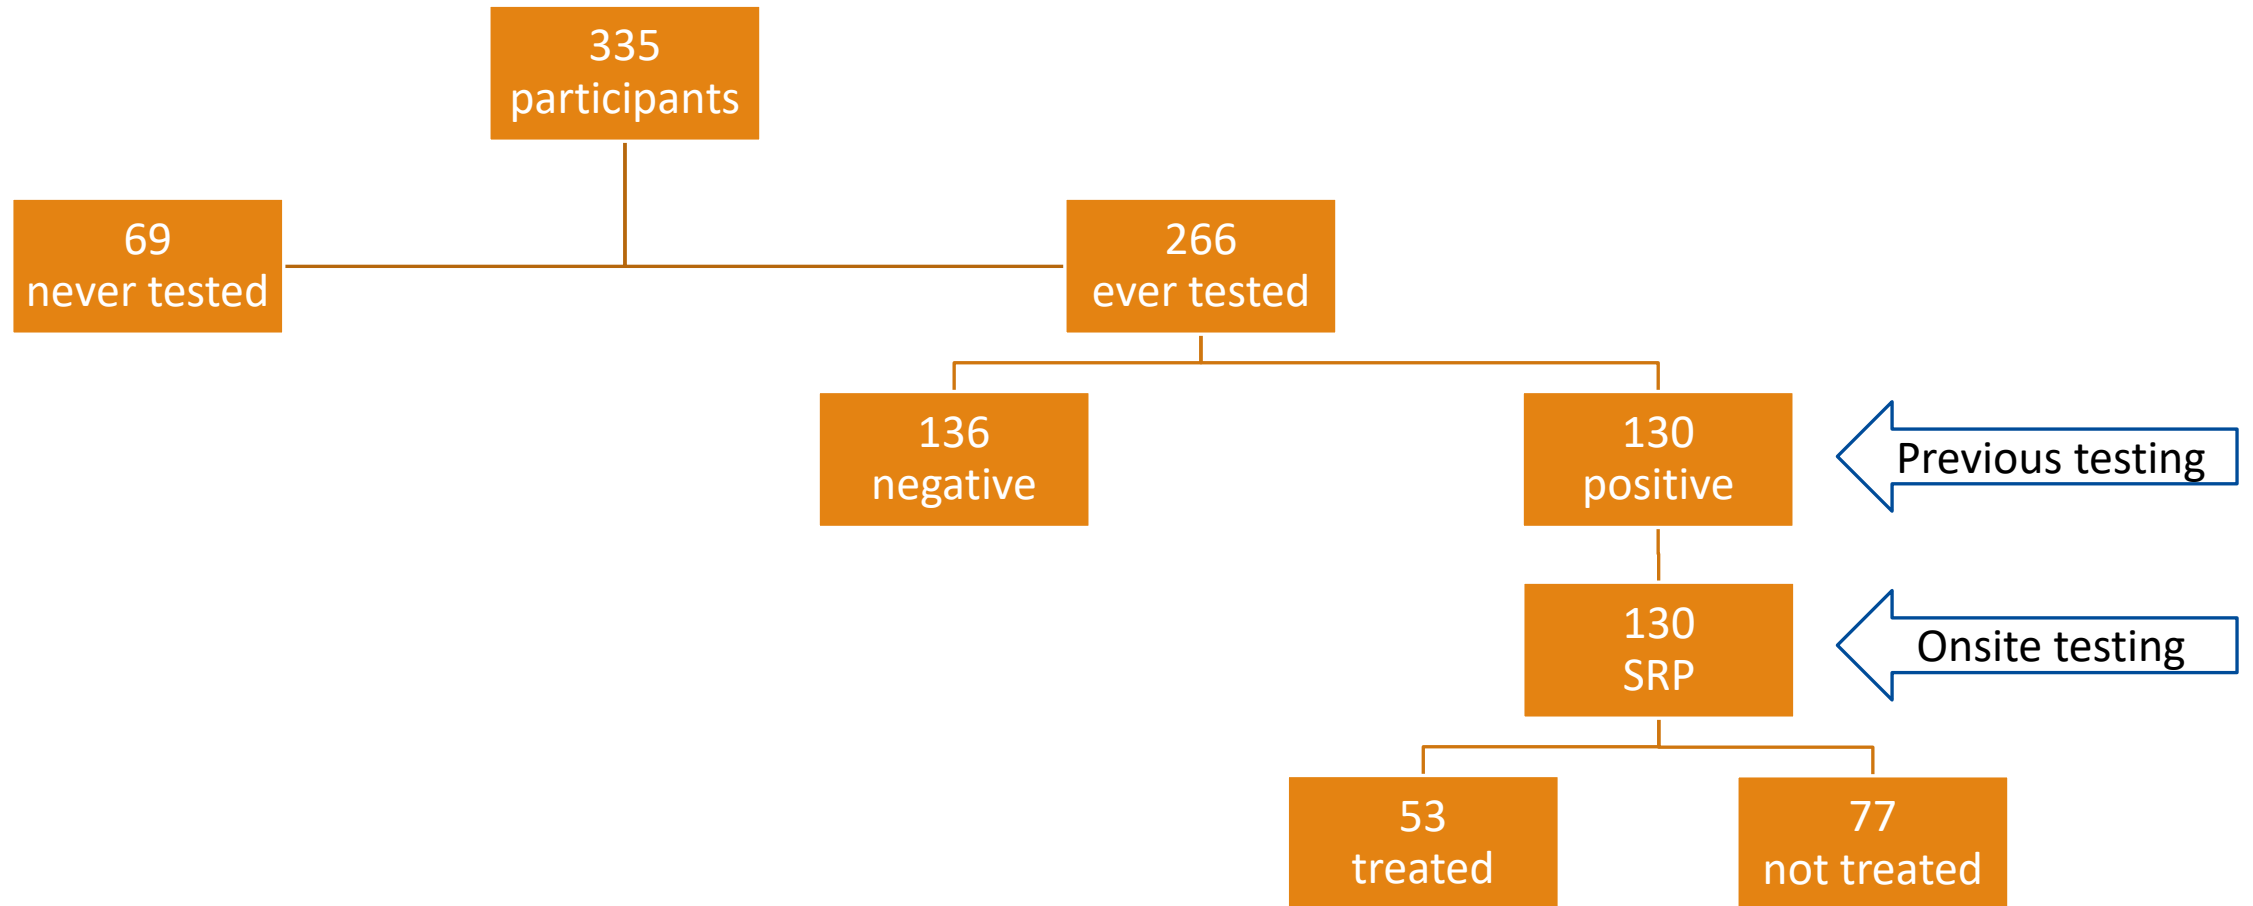 335
participants
69
never tested
266
ever tested
136
negative
130
positive
Previous testing
130
SRP
Onsite testing
53
treated
77
not treated